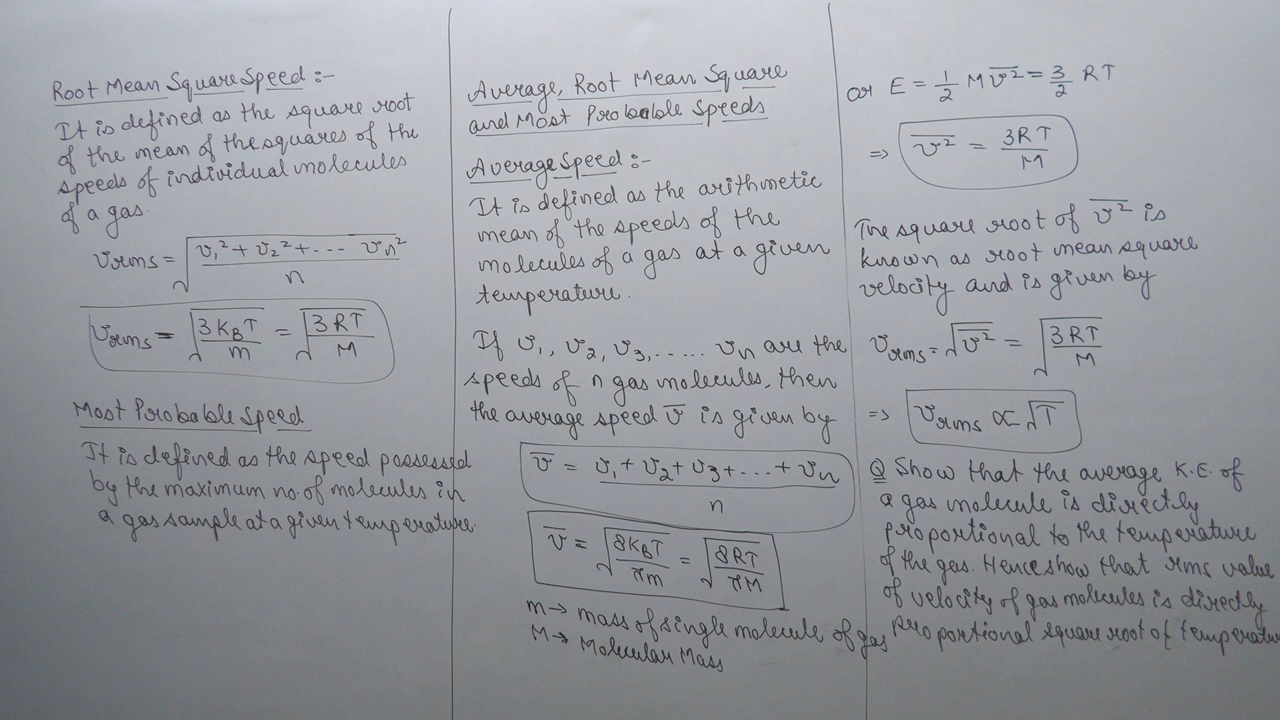 Root Mean Square Speed :-
It is defined as the square root
of the mean of the squares of the
speeds of individual molecules
of a gas.
vrms = √(v₁² + v₂² + .... vn² / n)
vrms = √(3KBT / m) = √(3RT / M)
Most Probable Speed
It is defined as the speed possessed
by the maximum no. of molecules in
a gas sample at a given temperature.
Average, Root Mean Square
and Most Probable Speeds
Average Speed :-
It is defined as the arithmetic
mean of the speeds of the
molecules of a gas at a given
temperature.
If v₁, v₂, v₃, ..... vn are the
speeds of n gas molecules, then
the average speed v̅ is given by
v̅ = (v₁ + v₂ + v₃ + ... + vn) / n
v̅ = √(8KBT / πm) = √(8RT / πM)
m → mass of single molecule of gas
M → Molecular Mass
or E = 1/2 M v̅² = 3/2 RT
⇒ v̅² = 3RT / M
The square root of v̅² is
known as root mean square
velocity and is given by
vrms = √v̅² = √(3RT / M)
⇒ vrms ∝ √T
Q Show that the average K.E. of
a gas molecule is directly
proportional to the temperature
of the gas. Hence show that rms value
of velocity of gas molecules is directly
proportional square root of temperatur